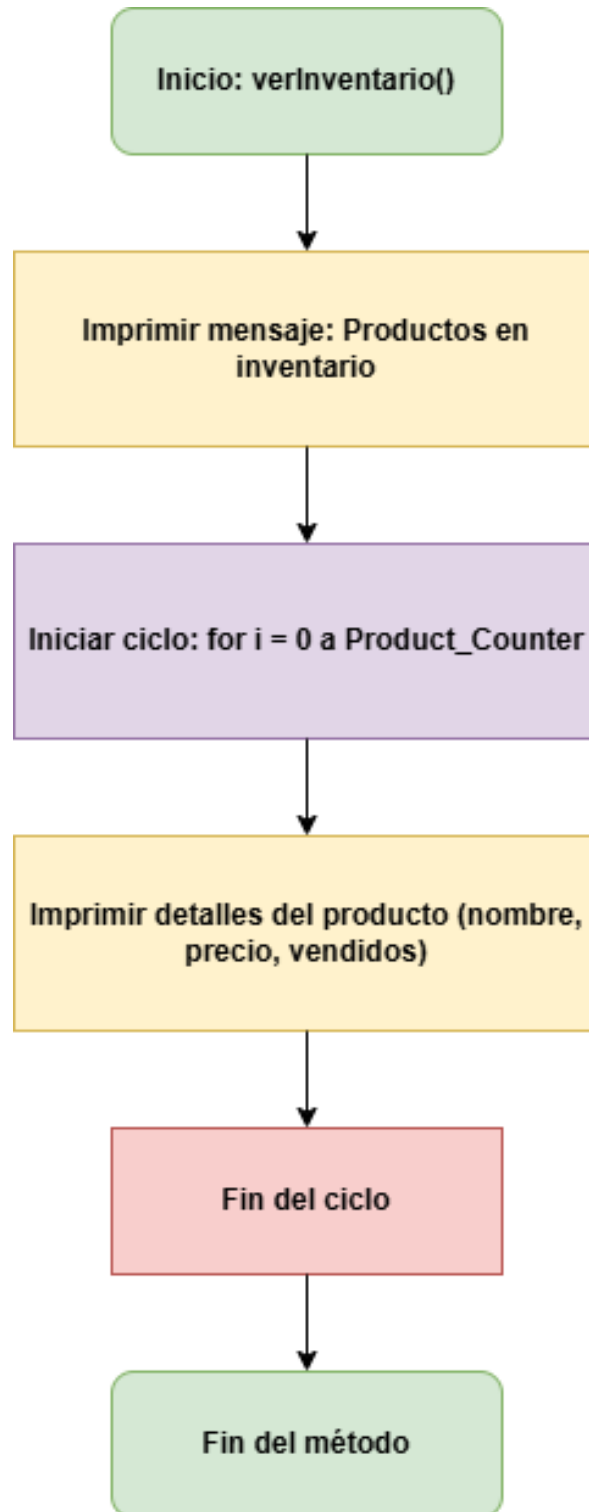 Inicio: verInventario()
Imprimir mensaje: Productos en
inventario
Iniciar ciclo: for i = 0 a Product_Counter
Imprimir detalles del producto (nombre,
precio, vendidos)
Fin del ciclo
Fin del método